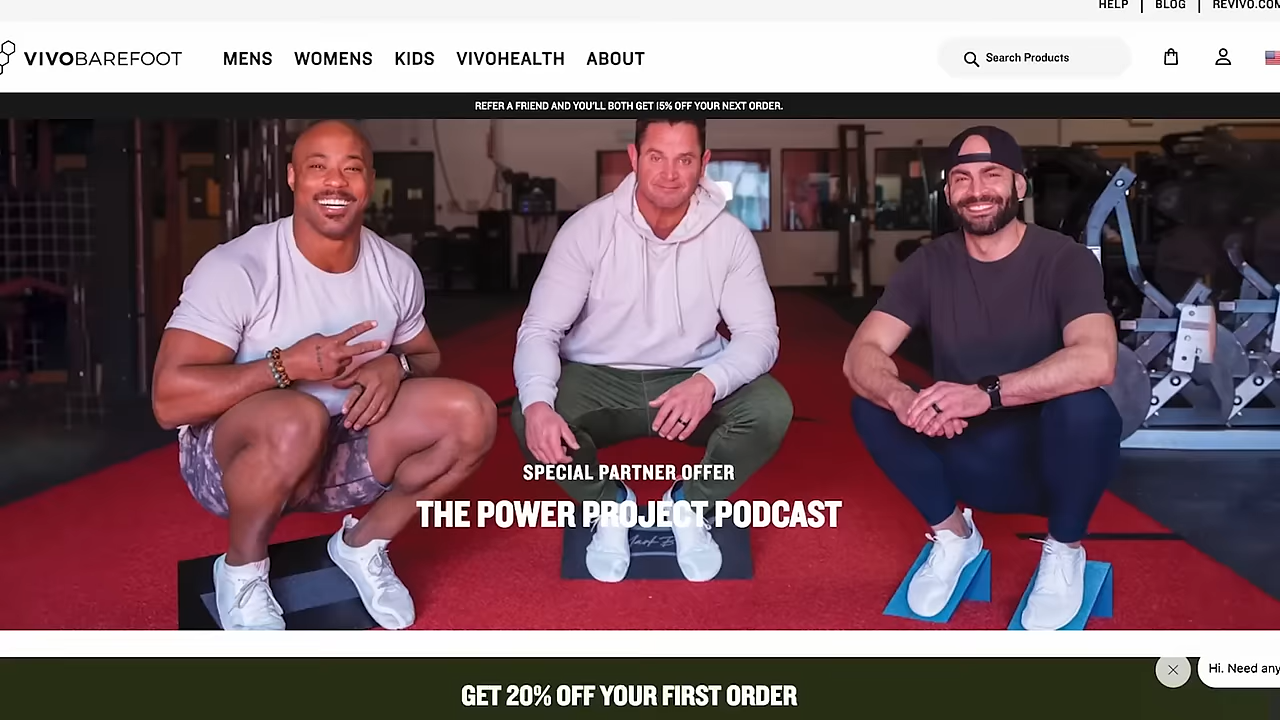 HELP | BLOG | REVIVO.COM
VIVOBAREFOOT
MENS WOMENS KIDS VIVOHEALTH ABOUT
Search Products
REFER A FRIEND AND YOU'LL BOTH GET 15% OFF YOUR NEXT ORDER.
SPECIAL PARTNER OFFER
THE POWER PROJECT PODCAST
Hi. Need any
GET 20% OFF YOUR FIRST ORDER